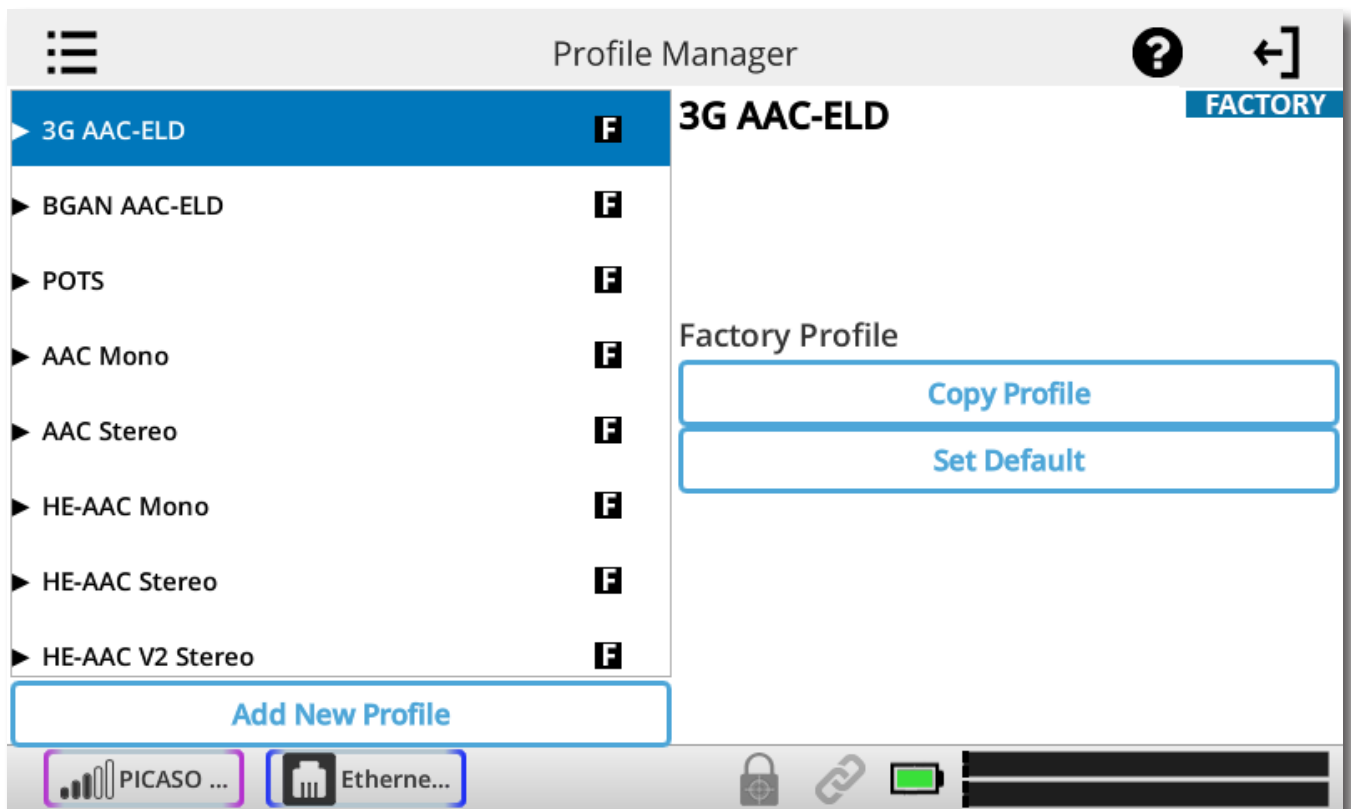 Profile Manager
?
3G AAC-ELD F
BGAN AAC-ELD F
POTS F
AAC Mono F
AAC Stereo F
HE-AAC Mono F
HE-AAC Stereo F
HE-AAC V2 Stereo F
Add New Profile
3G AAC-ELD
FACTORY
Factory Profile
Copy Profile
Set Default
PICASO ...
Etherne...